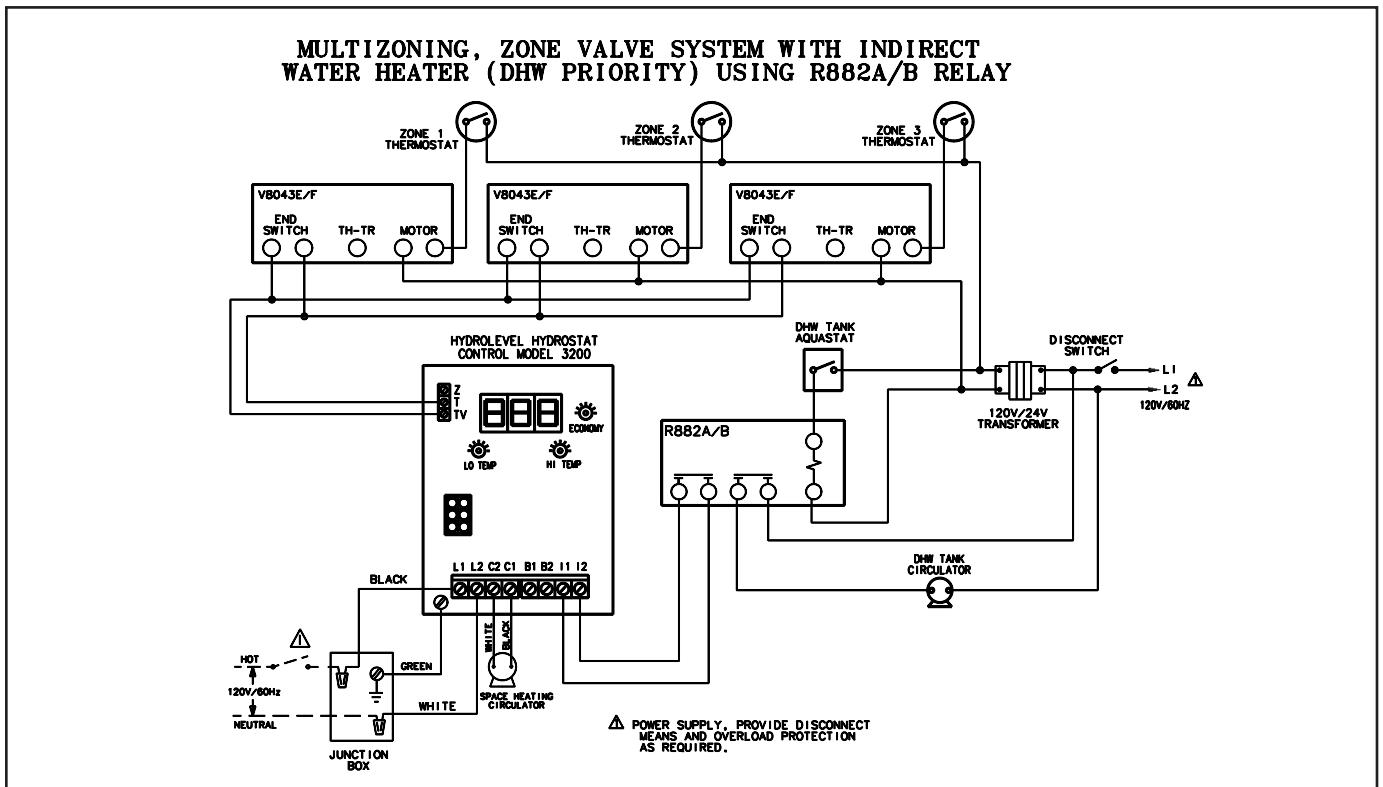 MULTIZONING, ZONE VALVE SYSTEM WITH INDIRECT
WATER HEATER (DHW PRIORITY) USING R882A/B RELAY
ZONE 1
THERMOSTAT
ZONE 2
THERMOSTAT
ZONE 3
THERMOSTAT
V8043E/F
END
SWITCH
TH-TR
MOTOR
V8043E/F
END
SWITCH
TH-TR
MOTOR
V8043E/F
END
SWITCH
TH-TR
MOTOR
HYDROLEVEL HYDROSTAT
CONTROL MODEL 3200
Z
T
TV
888
ECONOMY
LO TEMP
HI TEMP
L1 L2 C2 C1 B1 B2 I1 I2
DHW TANK
AQUASTAT
DISCONNECT
SWITCH
L1
L2
120V/60HZ
120V/24V
TRANSFORMER
R882A/B
DHW TANK
CIRCULATOR
BLACK
WHITE
BLACK
SPACE HEATING
CIRCULATOR
HOT
120V/60Hz
NEUTRAL
GREEN
WHITE
JUNCTION
BOX
! POWER SUPPLY, PROVIDE DISCONNECT
MEANS AND OVERLOAD PROTECTION
AS REQUIRED.